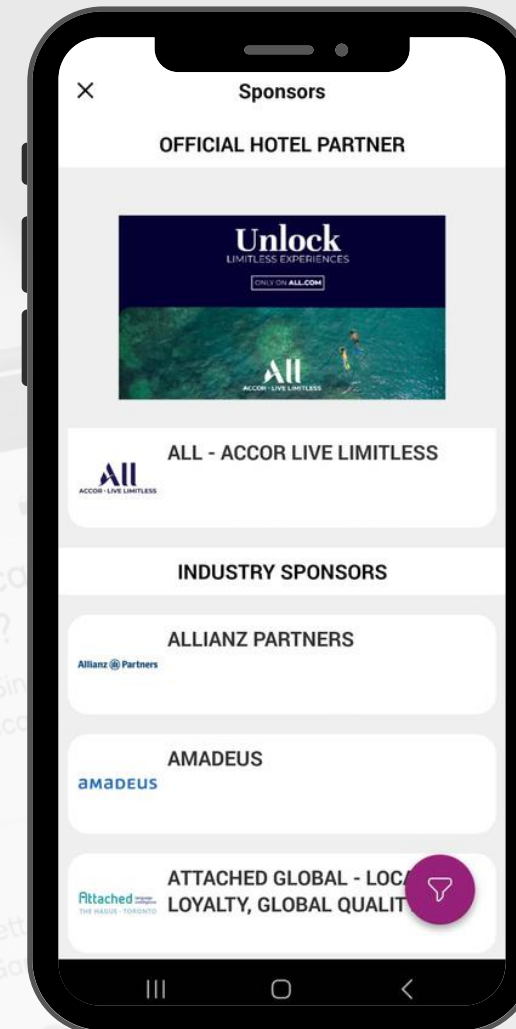 Sponsors
OFFICIAL HOTEL PARTNER
Unlock
LIMITLESS EXPERIENCES
ONLY ON ALL.COM
All
ACCOR LIVE LIMITLESS
All
ACCOR LIVE LIMITLESS
ALL - ACCOR LIVE LIMITLESS
INDUSTRY SPONSORS
Allianz Partners
ALLIANZ PARTNERS
amadeus
AMADEUS
Attached
THE HAGUE · TORONTO
ATTACHED GLOBAL -
LOYALTY, GLOBAL